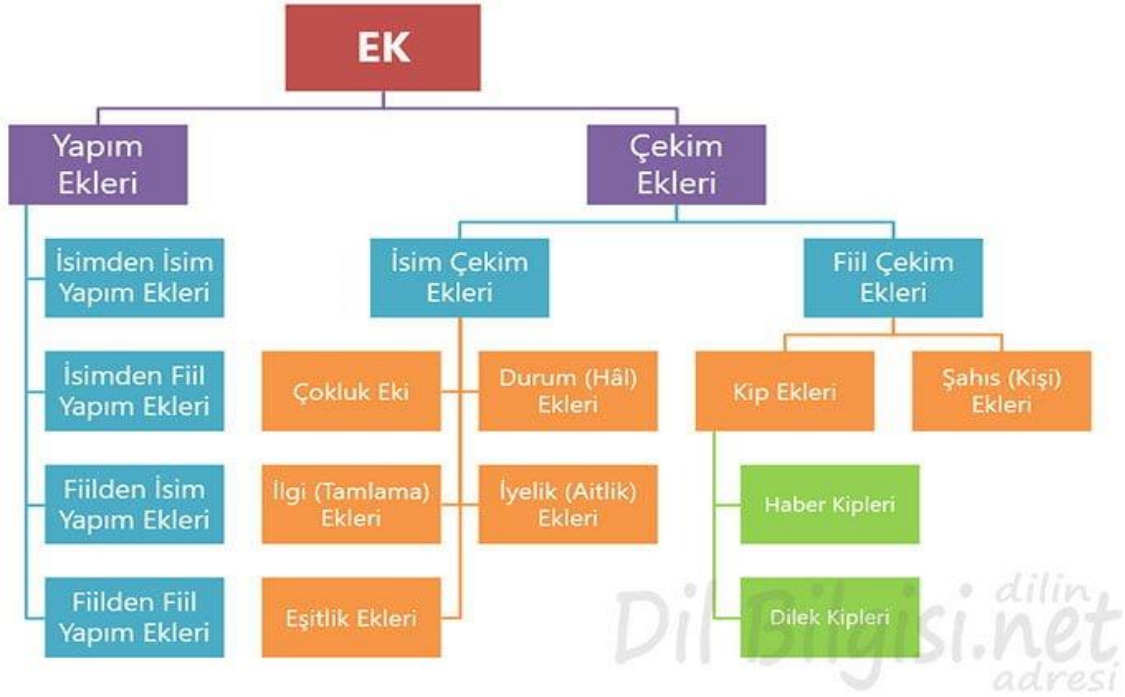 EK
Yapım
Ekleri
Çekim
Ekleri
İsimden İsim
Yapım Ekleri
İsim Çekim
Ekleri
Fiil Çekim
Ekleri
İsimden Fiil
Yapım Ekleri
Çokluk Eki
Durum (Hâl)
Ekleri
Kip Ekleri
Şahıs (Kişi)
Ekleri
Fiilden İsim
Yapım Ekleri
İlgi (Tamlama)
Ekleri
İyelik (Aitlik)
Ekleri
Haber Kipleri
Fiilden Fiil
Yapım Ekleri
Eşitlik Ekleri
Dilek Kipleri
dilin
Dil Bilgisi.net
adresi